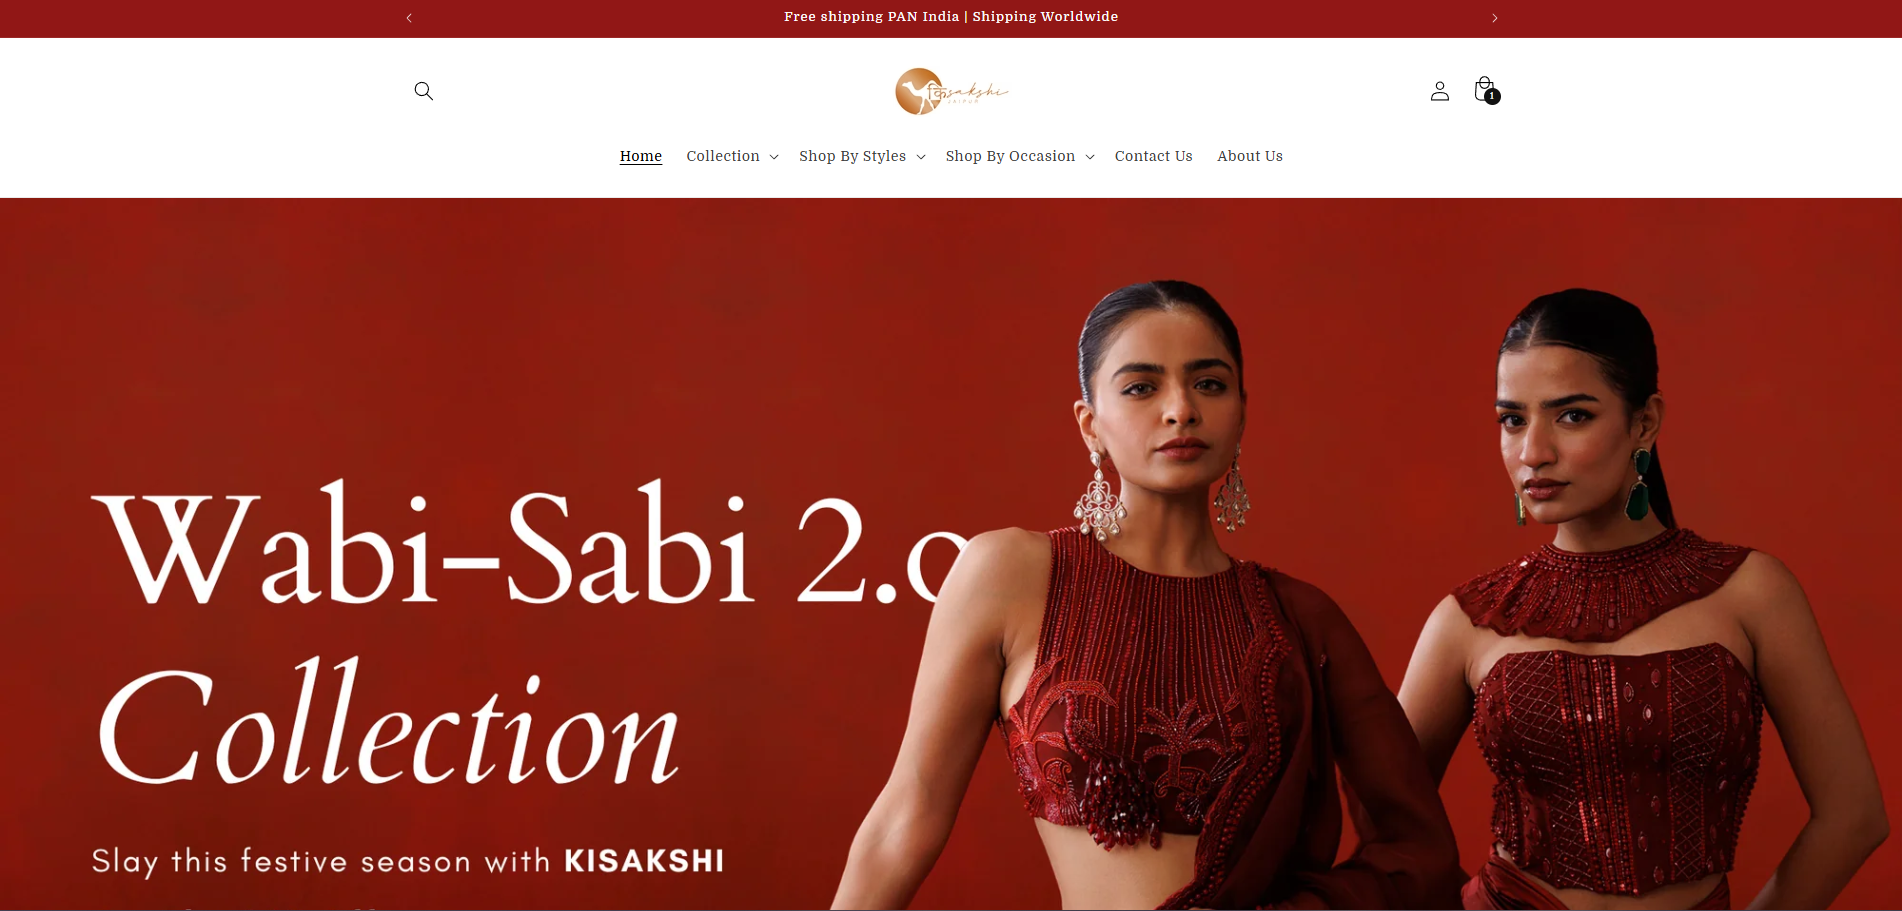 Free shipping PAN India | Shipping Worldwide
किsakshi
JAIPUR
1
Home Collection Shop By Styles Shop By Occasion Contact Us About Us
Wabi-Sabi 2.0
Collection
Slay this festive season with KISAKSHI